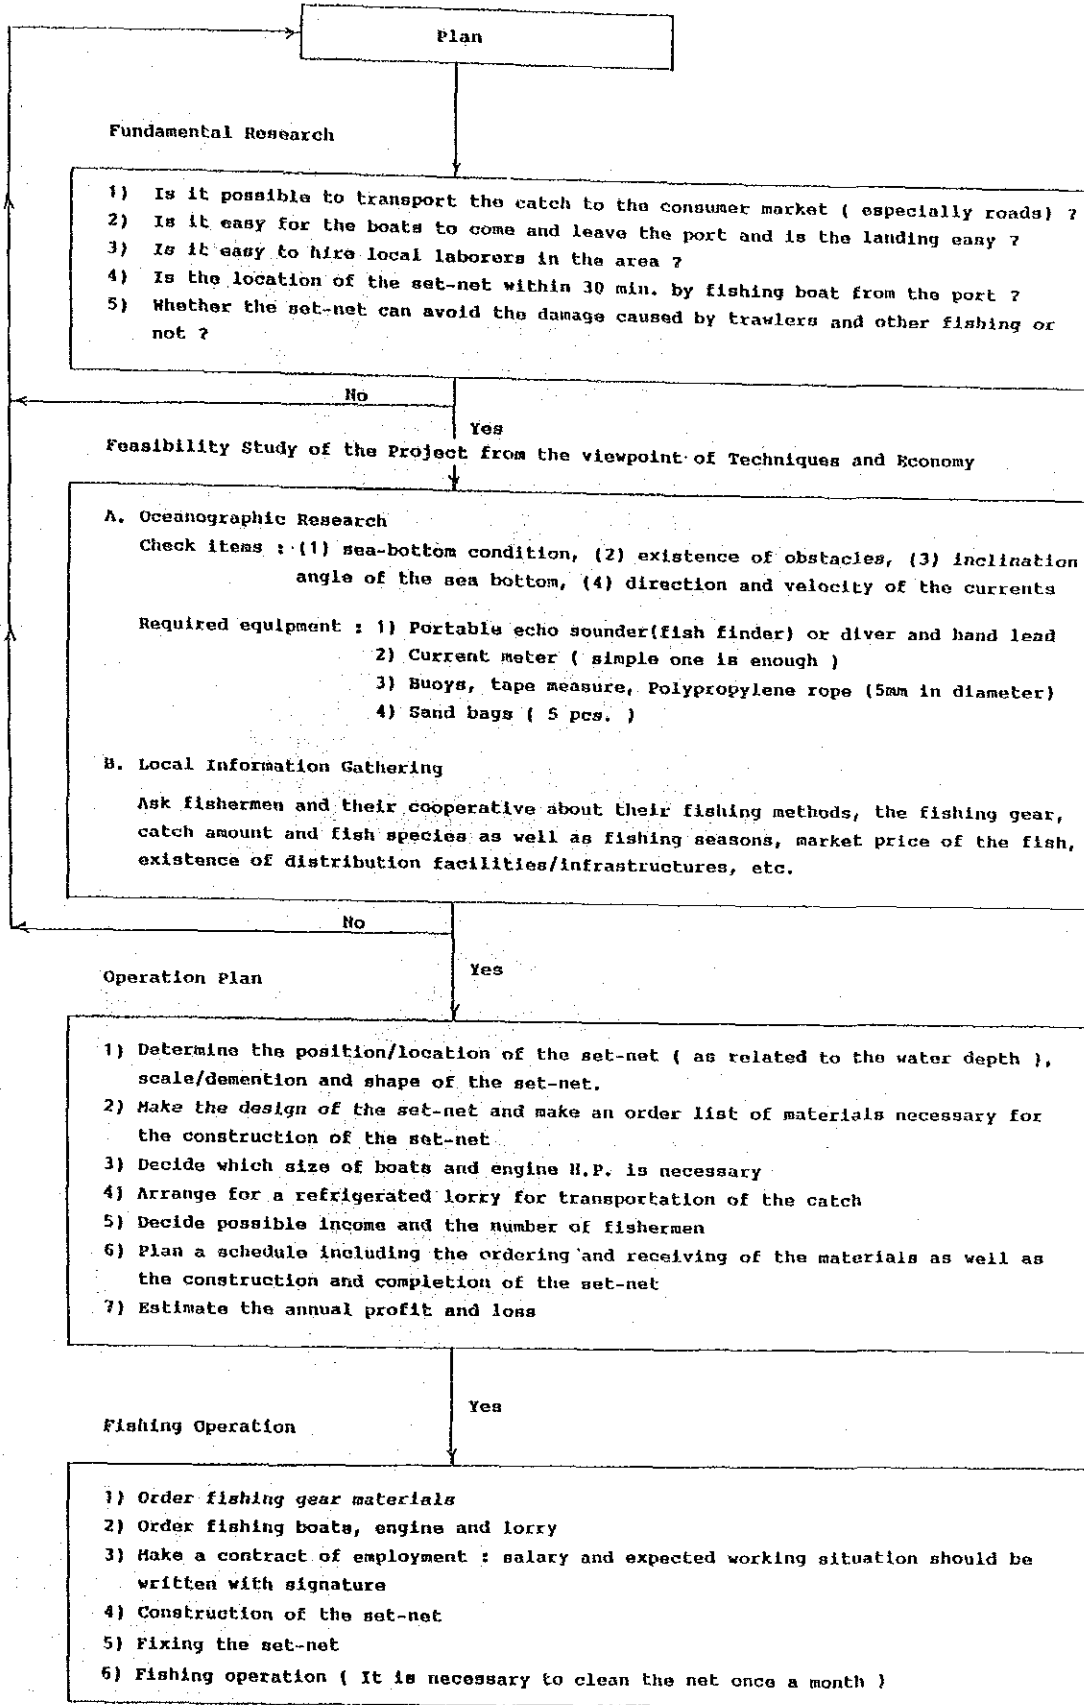 Plan
Fundamental Research
1) Is it possible to transport the catch to the consumer market ( especially roads) ?
2) Is it easy for the boats to come and leave the port and is the landing easy ?
3) Is it easy to hire local laborers in the area ?
4) Is the location of the set-net within 30 min. by fishing boat from the port ?
5) Whether the set-net can avoid the damage caused by trawlers and other fishing or
not ?
No
Yes
Feasibility Study of the Project from the viewpoint of Techniques and Economy
A. Oceanographic Research
Check items : (1) sea-bottom condition, (2) existence of obstacles, (3) inclination
angle of the sea bottom, (4) direction and velocity of the currents
Required equipment : 1) Portable echo sounder(fish finder) or diver and hand lead
2) Current meter ( simple one is enough )
3) Buoys, tape measure, Polypropylene rope (5mm in diameter)
4) Sand bags ( 5 pcs. )
B. Local Information Gathering
Ask fishermen and their cooperative about their fishing methods, the fishing gear,
catch amount and fish species as well as fishing seasons, market price of the fish,
existence of distribution facilities/infrastructures, etc.
No
Yes
Operation Plan
1) Determine the position/location of the set-net ( as related to the water depth ),
scale/demention and shape of the set-net.
2) Make the design of the set-net and make an order list of materials necessary for
the construction of the set-net
3) Decide which size of boats and engine H.P. is necessary
4) Arrange for a refrigerated lorry for transportation of the catch
5) Decide possible income and the number of fishermen
6) Plan a schedule including the ordering and receiving of the materials as well as
the construction and completion of the set-net
7) Estimate the annual profit and loss
Yes
Fishing Operation
1) Order fishing gear materials
2) Order fishing boats, engine and lorry
3) Make a contract of employment : salary and expected working situation should be
written with signature
4) Construction of the set-net
5) Fixing the set-net
6) Fishing operation ( It is necessary to clean the net once a month )